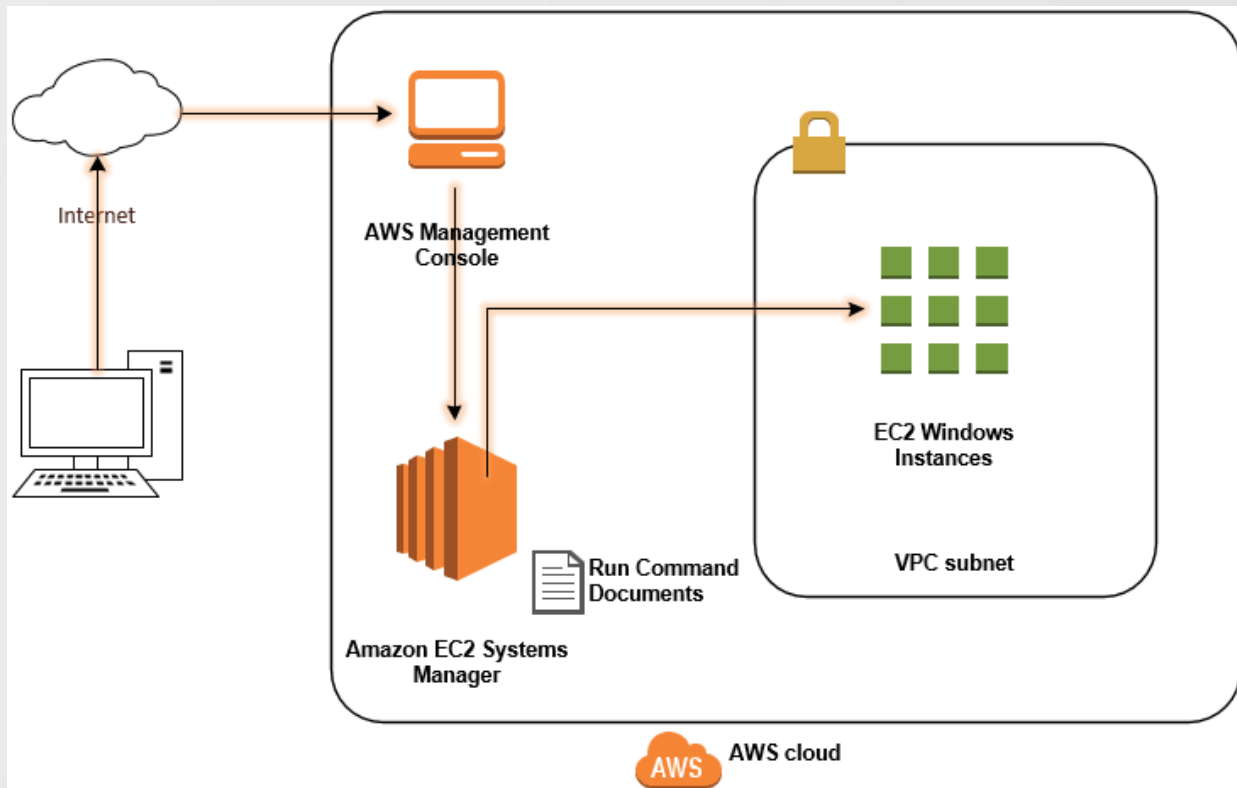 Internet
AWS Management
Console
EC2 Windows
Instances
VPC subnet
Run Command
Documents
Amazon EC2 Systems
Manager
AWS
AWS cloud